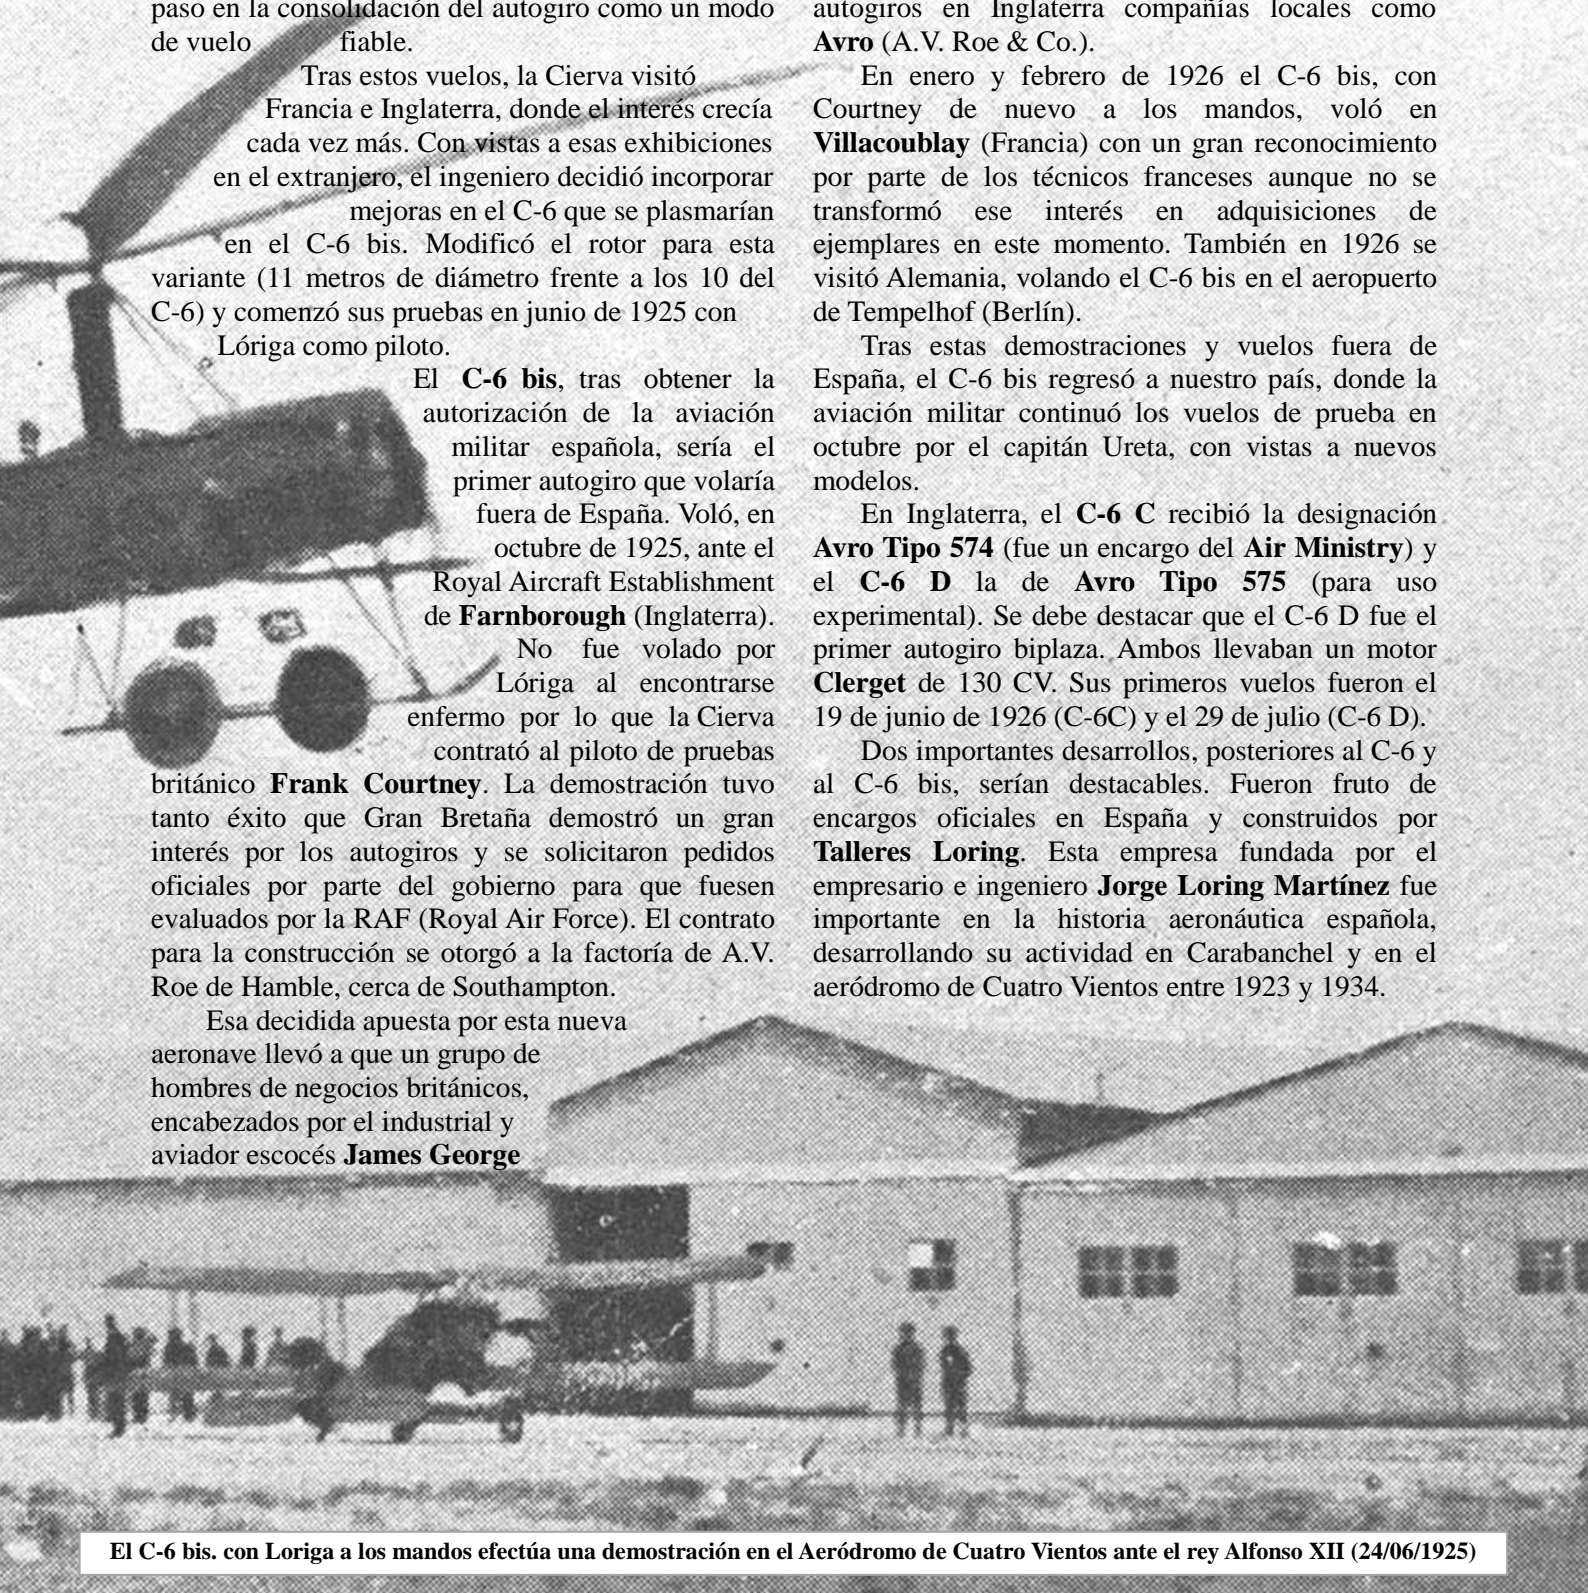 paso en la consolidación del autogiro como un modo
de vuelo fiable.
Tras estos vuelos, la Cierva visitó
Francia e Inglaterra, donde el interés crecía
cada vez más. Con vistas a esas exhibiciones
en el extranjero, el ingeniero decidió incorporar
mejoras en el C-6 que se plasmarían
en el C-6 bis. Modificó el rotor para esta
variante (11 metros de diámetro frente a los 10 del
C-6) y comenzó sus pruebas en junio de 1925 con
Lóriga como piloto.
El C-6 bis, tras obtener la
autorización de la aviación
militar española, sería el
primer autogiro que volaría
fuera de España. Voló, en
octubre de 1925, ante el
Royal Aircraft Establishment
de Farnborough (Inglaterra).
No fue volado por
Lóriga al encontrarse
enfermo por lo que la Cierva
contrató al piloto de pruebas
británico Frank Courtney. La demostración tuvo
tanto éxito que Gran Bretaña demostró un gran
interés por los autogiros y se solicitaron pedidos
oficiales por parte del gobierno para que fuesen
evaluados por la RAF (Royal Air Force). El contrato
para la construcción se otorgó a la factoría de A.V.
Roe de Hamble, cerca de Southampton.
Esa decidida apuesta por esta nueva
aeronave llevó a que un grupo de
hombres de negocios británicos,
encabezados por el industrial y
aviador escocés James George
autogiros en Inglaterra compañías locales como
Avro (A.V. Roe & Co.).
En enero y febrero de 1926 el C-6 bis, con
Courtney de nuevo a los mandos, voló en
Villacoublay (Francia) con un gran reconocimiento
por parte de los técnicos franceses aunque no se
transformó ese interés en adquisiciones de
ejemplares en este momento. También en 1926 se
visitó Alemania, volando el C-6 bis en el aeropuerto
de Tempelhof (Berlín).
Tras estas demostraciones y vuelos fuera de
España, el C-6 bis regresó a nuestro país, donde la
aviación militar continuó los vuelos de prueba en
octubre por el capitán Ureta, con vistas a nuevos
modelos.
En Inglaterra, el C-6 C recibió la designación
Avro Tipo 574 (fue un encargo del Air Ministry) y
el C-6 D la de Avro Tipo 575 (para uso
experimental). Se debe destacar que el C-6 D fue el
primer autogiro biplaza. Ambos llevaban un motor
Clerget de 130 CV. Sus primeros vuelos fueron el
19 de junio de 1926 (C-6C) y el 29 de julio (C-6 D).
Dos importantes desarrollos, posteriores al C-6 y
al C-6 bis, serían destacables. Fueron fruto de
encargos oficiales en España y construidos por
Talleres Loring. Esta empresa fundada por el
empresario e ingeniero Jorge Loring Martínez fue
importante en la historia aeronáutica española,
desarrollando su actividad en Carabanchel y en el
aeródromo de Cuatro Vientos entre 1923 y 1934.
El C-6 bis. con Loriga a los mandos efectúa una demostración en el Aeródromo de Cuatro Vientos ante el rey Alfonso XII (24/06/1925)